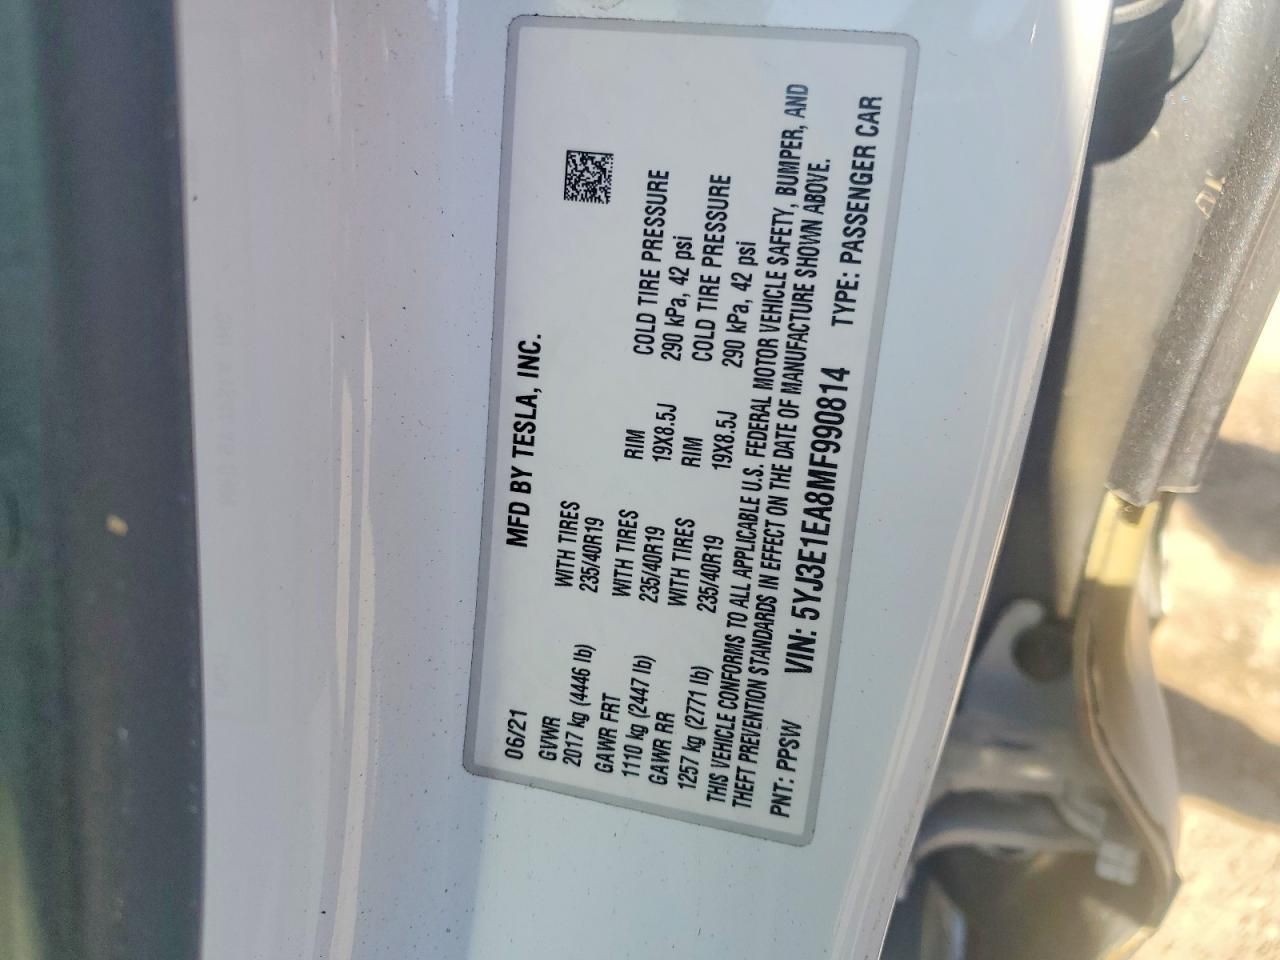 MFD BY TESLA, INC.
06/21
GVWR WITH TIRES
2017 kg (4446 lb) 235/40R19
GAWR FRT WITH TIRES RIM COLD TIRE PRESSURE
1110 kg (2447 lb) 235/40R19 19X8.5J 290 kPa, 42 psi
GAWR RR WITH TIRES RIM COLD TIRE PRESSURE
1257 kg (2771 lb) 235/40R19 19X8.5J 290 kPa, 42 psi
THIS VEHICLE CONFORMS TO ALL APPLICABLE U.S. FEDERAL MOTOR VEHICLE SAFETY, BUMPER, AND
THEFT PREVENTION STANDARDS IN EFFECT ON THE DATE OF MANUFACTURE SHOWN ABOVE.
PNT: PPSW VIN: 5YJ3E1EA8MF990814 TYPE: PASSENGER CAR